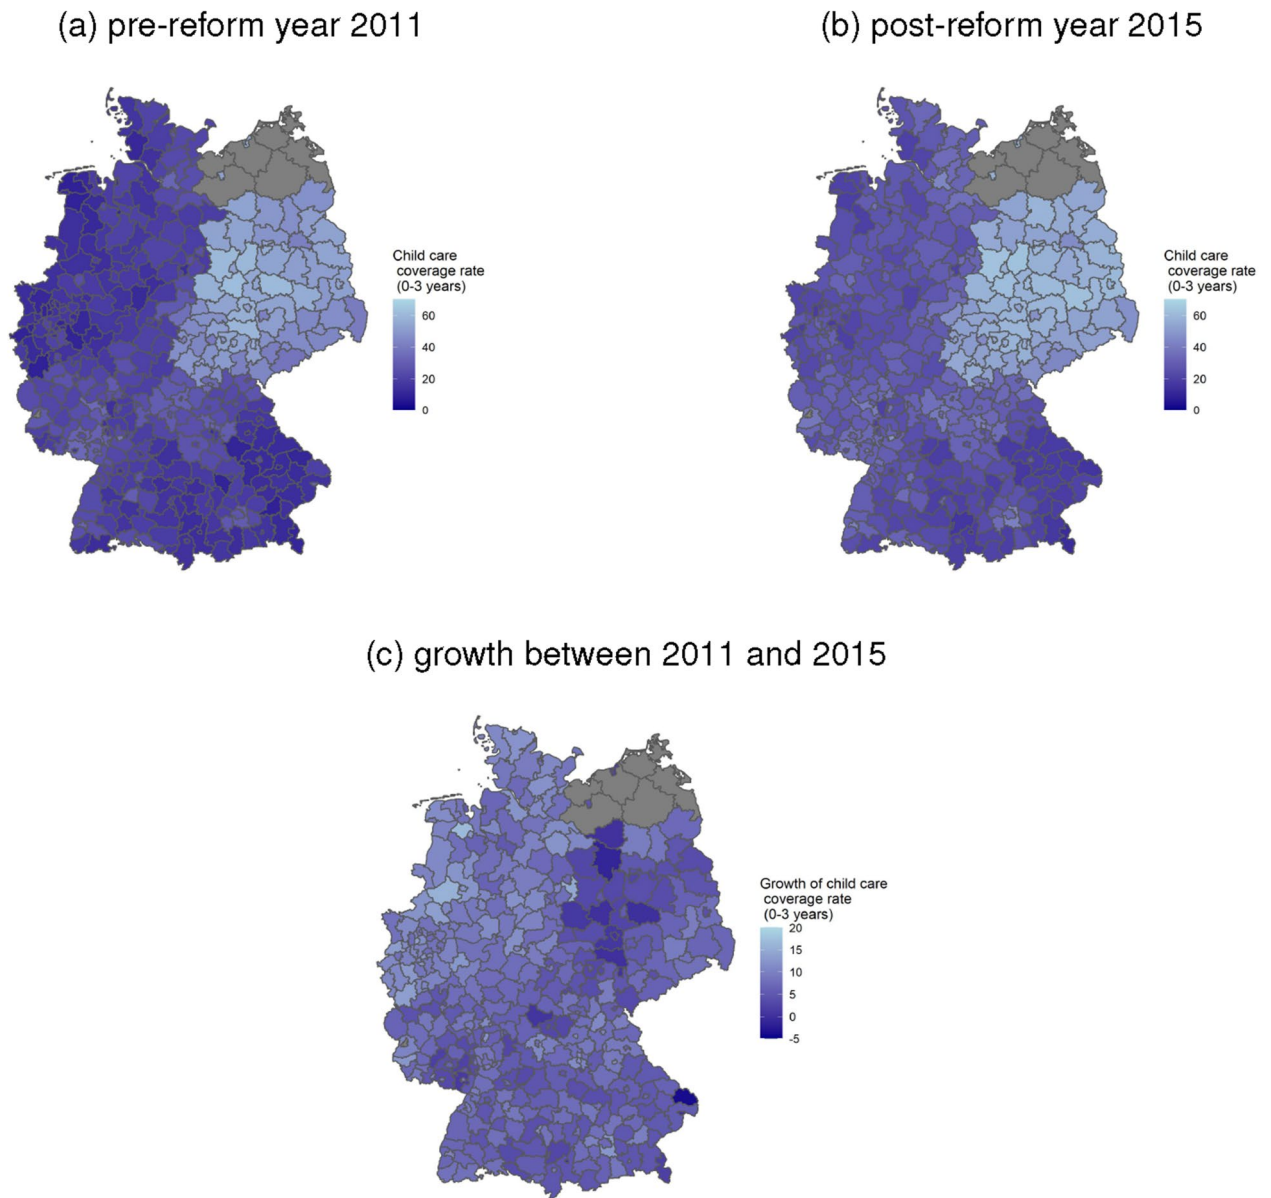 (a) pre-reform year 2011
(b) post-reform year 2015
Child care
coverage rate
(0-3 years)
60
40
20
0
Child care
coverage rate
(0-3 years)
60
40
20
0
(c) growth between 2011 and 2015
Growth of child care
coverage rate
(0-3 years)
20
15
10
5
0
-5